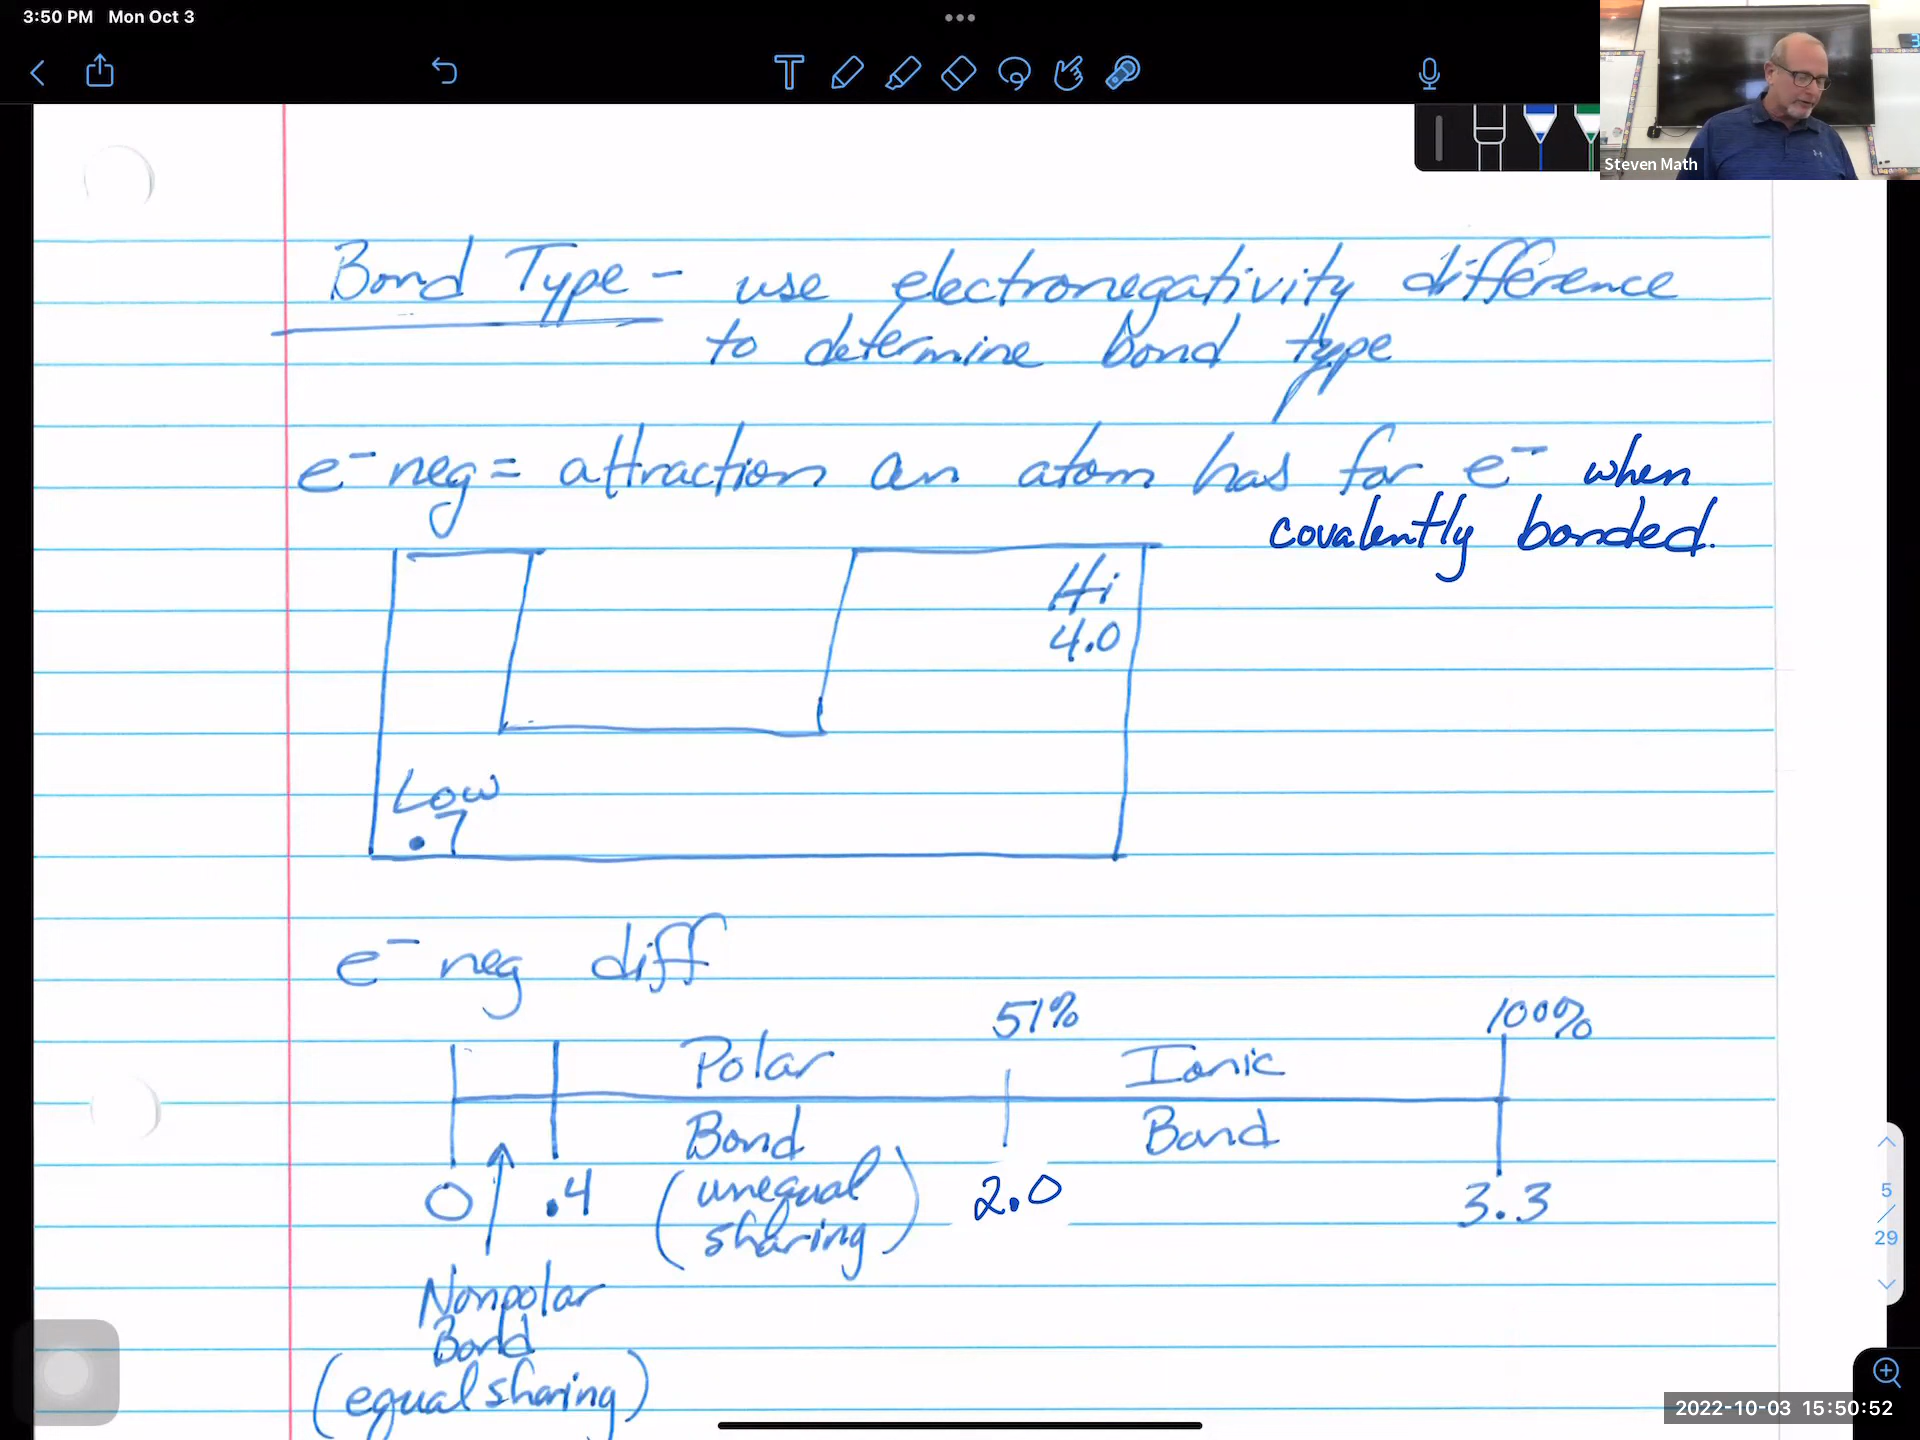 3:50 PM Mon Oct 3
Steven Math
Bond Type - use electronegativity difference
to determine bond type
e⁻ neg = attraction an atom has for e⁻ when
covalently bonded.
Hi
4.0
Low
.7
e⁻ neg diff
51% 100%
Polar Ionic
Bond Bond
0 .4 (unequal sharing) 2.0 3.3
Nonpolar
Bond
(equal sharing)
5
/
29
2022-10-03 15:50:52